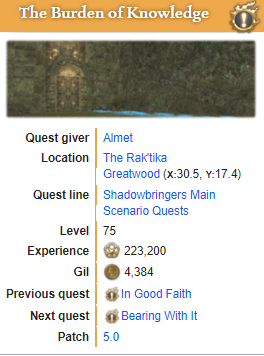 The Burden of Knowledge
Quest giver Almet
Location The Rak'tika
Greatwood (x:30.5, y:17.4)
Quest line Shadowbringers Main
Scenario Quests
Level 75
Experience 223,200
Gil 4,384
Previous quest In Good Faith
Next quest Bearing With It
Patch 5.0